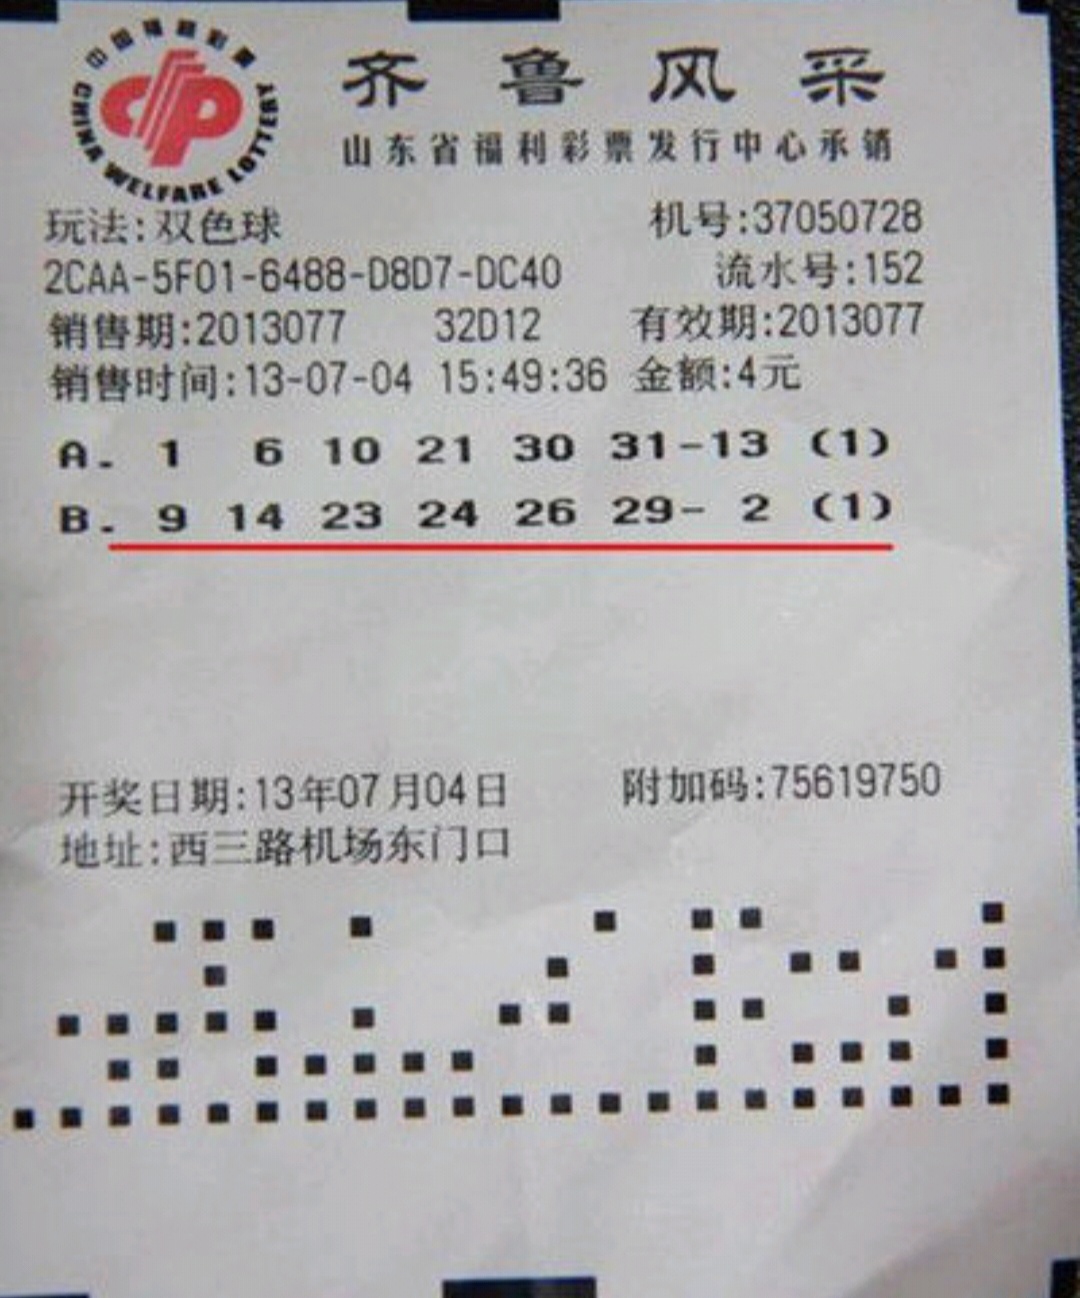 中国福利彩票
CHINA WELFARE LOTTERY
齐鲁风采
山东省福利彩票发行中心承销
玩法:双色球 机号:37050728
2CAA-5F01-6488-D8D7-DC40 流水号:152
销售期:2013077 32D12 有效期:2013077
销售时间:13-07-04 15:49:36 金额:4元
A. 1 6 10 21 30 31-13 (1)
B. 9 14 23 24 26 29- 2 (1)
开奖日期:13年07月04日 附加码:75619750
地址:西三路机场东门口